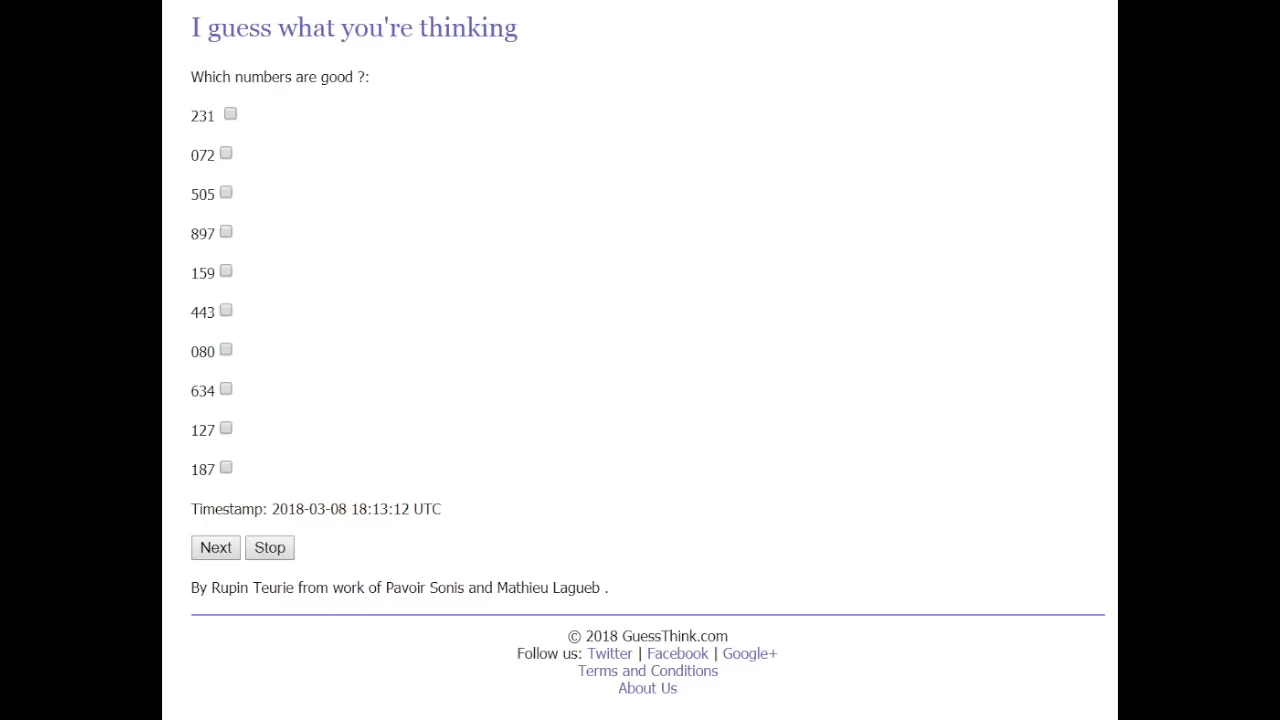 I guess what you're thinking
Which numbers are good ?:
231
072
505
897
159
443
080
634
127
187
Timestamp: 2018-03-08 18:13:12 UTC
Next Stop
By Rupin Teurie from work of Pavoir Sonis and Mathieu Lagueb .
© 2018 GuessThink.com
Follow us: Twitter | Facebook | Google+
Terms and Conditions
About Us